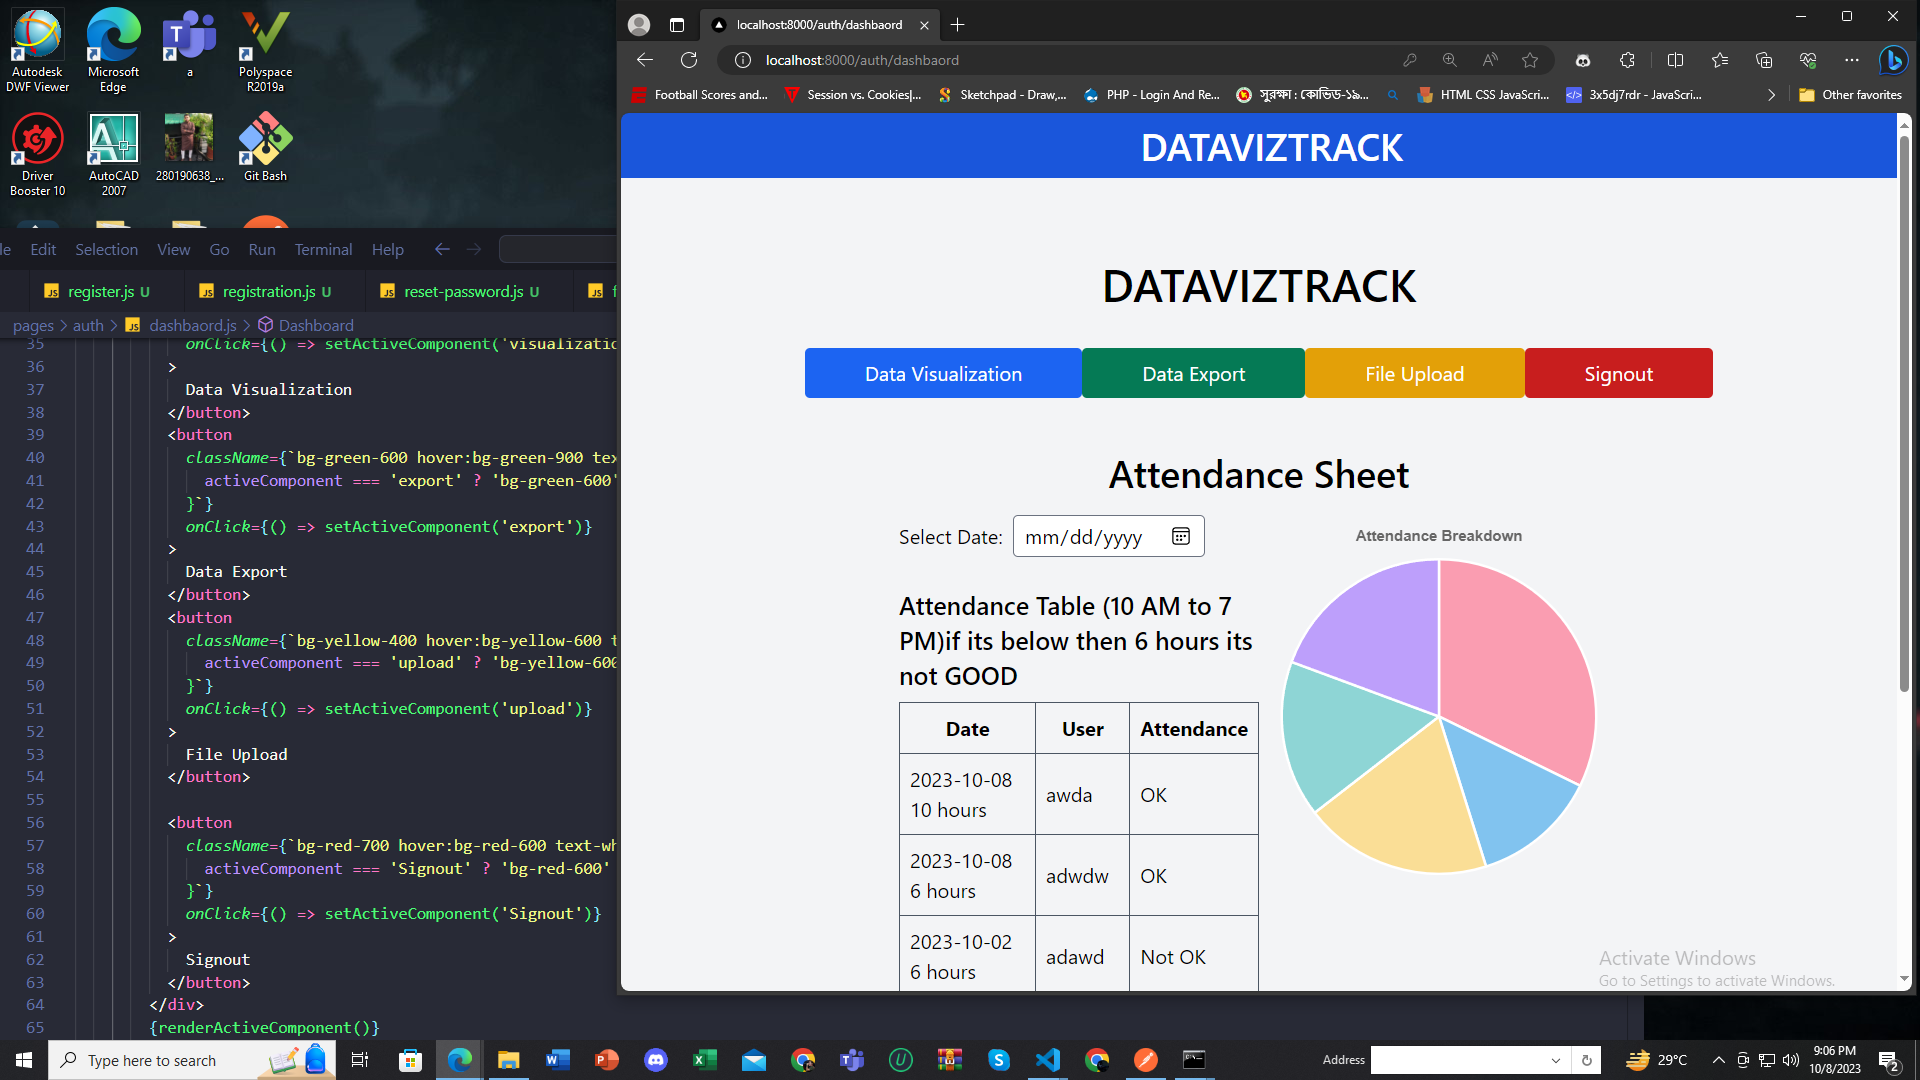 Autodesk
DWF Viewer
Microsoft
Edge
a
Polyspace
R2019a
Driver
Booster 10
AutoCAD
2007
280190638_...
Git Bash
Edit Selection View Go Run Terminal Help
register.js U registration.js U reset-password.js U
pages > auth > dashbaord.js > Dashboard
35 onClick={() => setActiveComponent('visualizatio
36 >
37 Data Visualization
38 </button>
39 <button
40 className={`bg-green-600 hover:bg-green-900 tex
41 activeComponent === 'export' ? 'bg-green-600'
42 }`}
43 onClick={() => setActiveComponent('export')}
44 >
45 Data Export
46 </button>
47 <button
48 className={`bg-yellow-400 hover:bg-yellow-600 t
49 activeComponent === 'upload' ? 'bg-yellow-600
50 }`}
51 onClick={() => setActiveComponent('upload')}
52 >
53 File Upload
54 </button>
55
56 <button
57 className={`bg-red-700 hover:bg-red-600 text-wh
58 activeComponent === 'Signout' ? 'bg-red-600'
59 }`}
60 onClick={() => setActiveComponent('Signout')}
61 >
62 Signout
63 </button>
64 </div>
65 {renderActiveComponent()}
localhost:8000/auth/dashbaord
localhost:8000/auth/dashbaord
Football Scores and... Session vs. Cookies|... Sketchpad - Draw,... PHP - Login And Re... সুরক্ষা : কোভিড-১৯... HTML CSS JavaScri... 3x5dj7rdr - JavaScri... Other favorites
DATAVIZTRACK
DATAVIZTRACK
Data Visualization Data Export File Upload Signout
Attendance Sheet
Select Date: mm/dd/yyyy
Attendance Table (10 AM to 7
PM)if its below then 6 hours its
not GOOD
Date User Attendance
2023-10-08
10 hours awda OK
2023-10-08
6 hours adwdw OK
2023-10-02
6 hours adawd Not OK
Attendance Breakdown
Activate Windows
Go to Settings to activate Windows.
Type here to search
Address
29°C
9:06 PM
10/8/2023
2